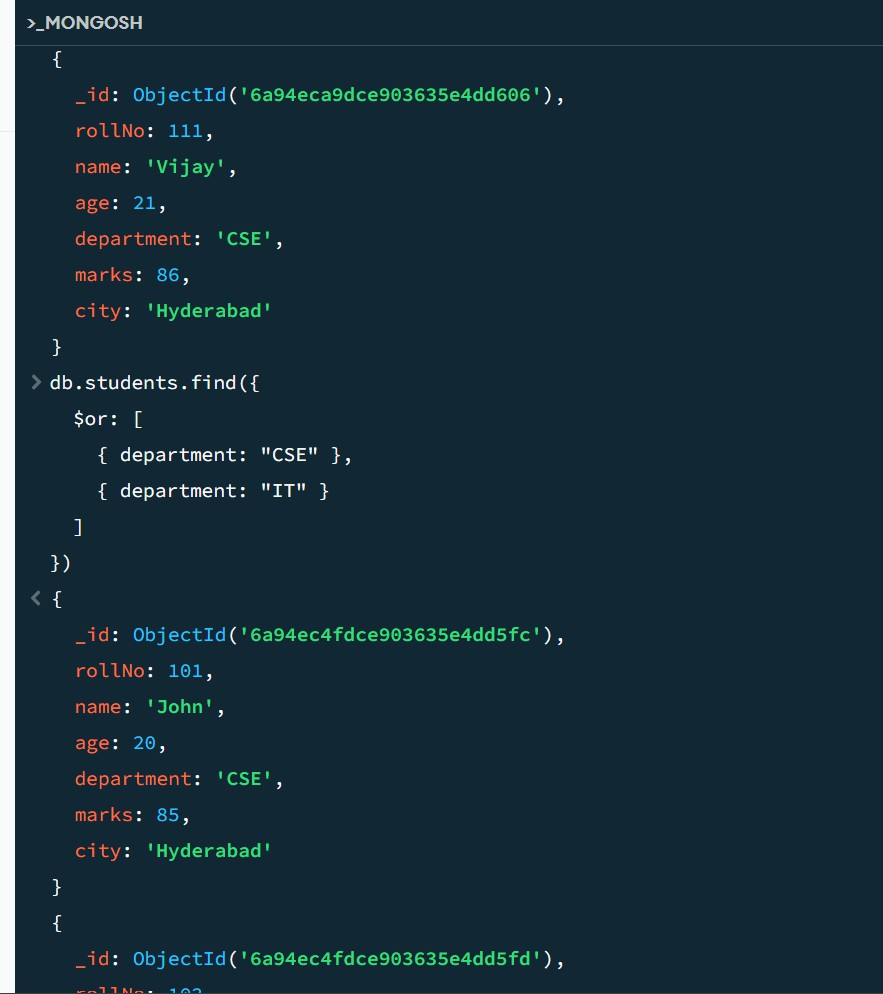 >_MONGOSH
{
_id: ObjectId('6a94eca9dce903635e4dd606'),
rollNo: 111,
name: 'Vijay',
age: 21,
department: 'CSE',
marks: 86,
city: 'Hyderabad'
}
> db.students.find({
$or: [
{ department: "CSE" },
{ department: "IT" }
]
})
< {
_id: ObjectId('6a94ec4fdce903635e4dd5fc'),
rollNo: 101,
name: 'John',
age: 20,
department: 'CSE',
marks: 85,
city: 'Hyderabad'
}
{
_id: ObjectId('6a94ec4fdce903635e4dd5fd'),
rollNo: 102